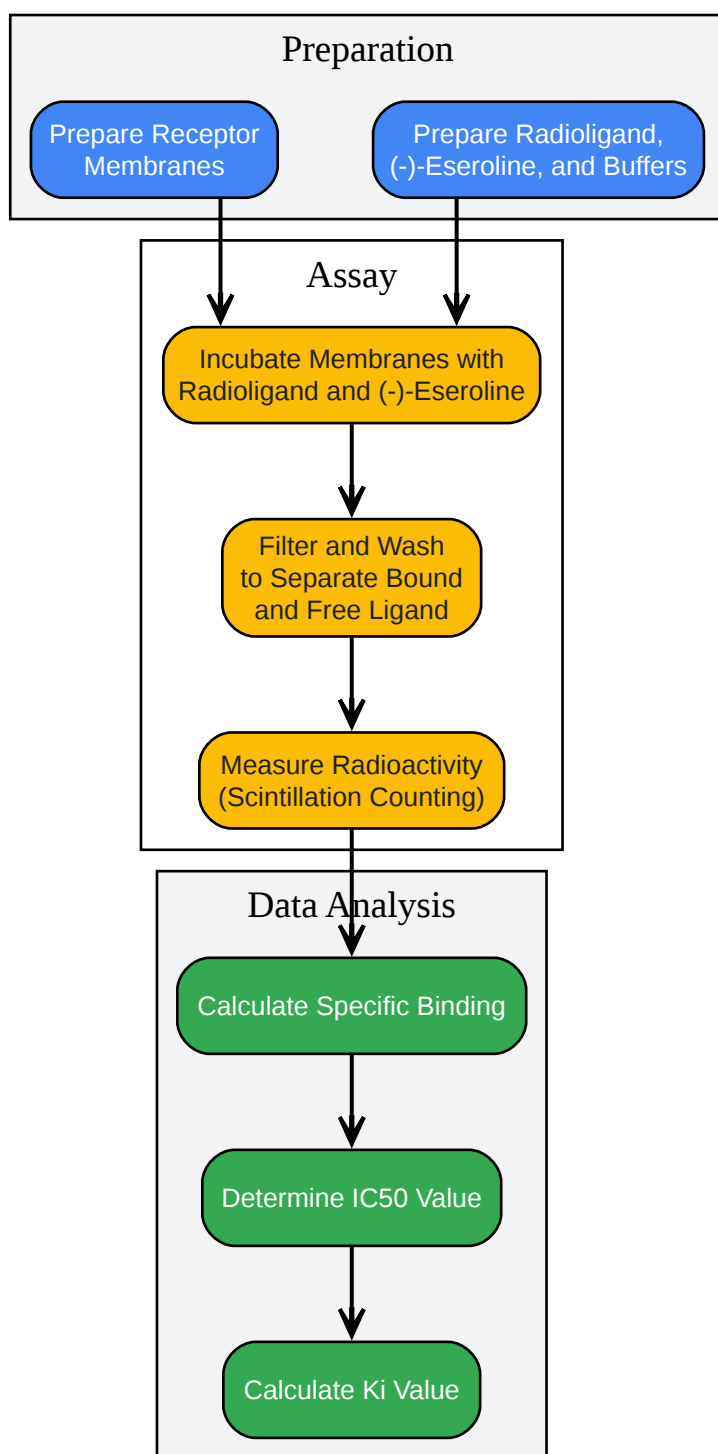 Preparation
Prepare Receptor
Membranes
Prepare Radioligand,
(-)-Eseroline, and Buffers
Assay
Incubate Membranes with
Radioligand and (-)-Eseroline
Filter and Wash
to Separate Bound
and Free Ligand
Measure Radioactivity
(Scintillation Counting)
Data Analysis
Calculate Specific Binding
Determine IC50 Value
Calculate Ki Value